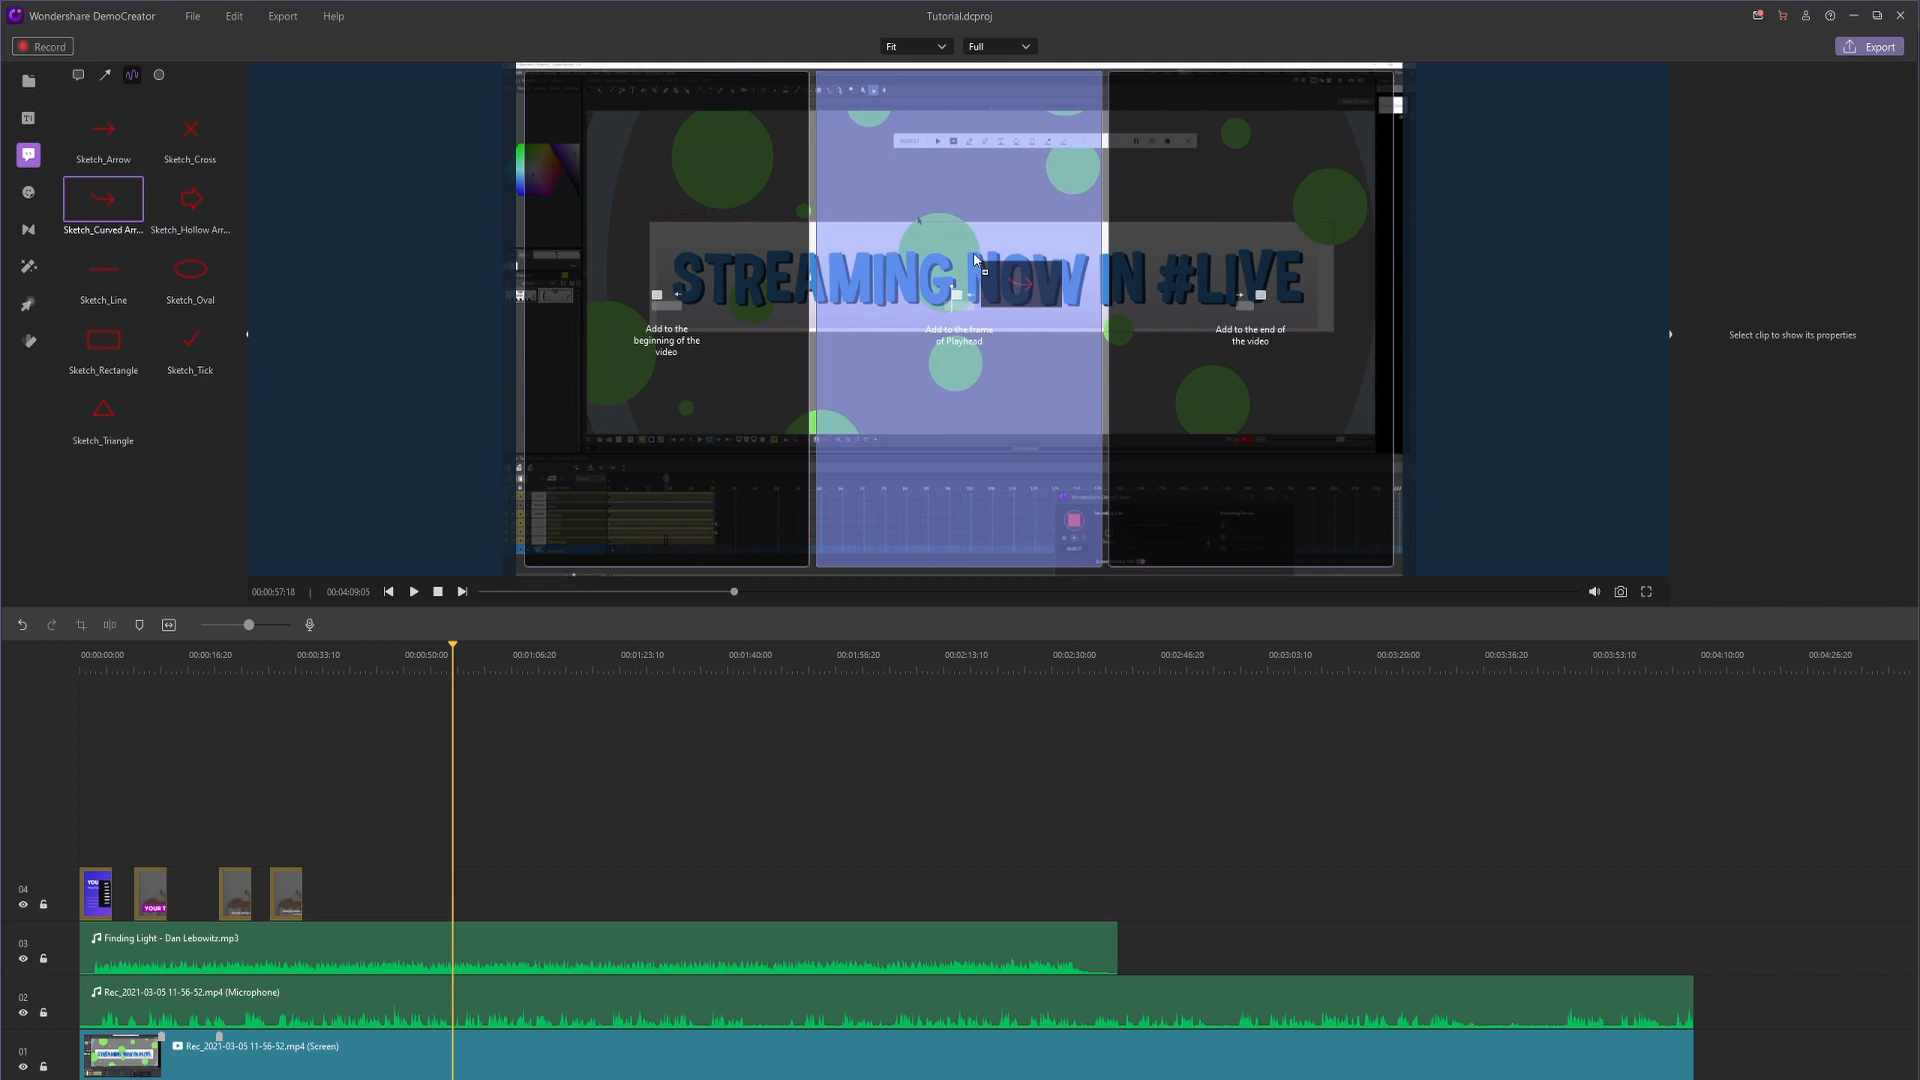 Wondershare DemoCreator File Edit Export Help Tutorial.dcproj
Record Fit Full Export
Sketch_Arrow Sketch_Cross
Sketch_Curved Arr... Sketch_Hollow Arr...
Sketch_Line Sketch_Oval
Sketch_Rectangle Sketch_Tick
Sketch_Triangle
STREAMING NOW IN #LIVE
Add to the
beginning of the
video
Add to the frame
of Playhead
Add to the end of
the video
Select clip to show its properties
00:00:57:18 | 00:04:09:05
00:00:00:00 00:00:16:20 00:00:33:10 00:00:50:00 00:01:06:20 00:01:23:10 00:01:40:00 00:01:56:20 00:02:13:10 00:02:30:00 00:02:46:20 00:03:03:10 00:03:20:00 00:03:36:20 00:03:53:10 00:04:10:00 00:04:26:20
04
YOU
YOUR T
03
Finding Light - Dan Lebowitz.mp3
02
Rec_2021-03-05 11-56-52.mp4 (Microphone)
01
Rec_2021-03-05 11-56-52.mp4 (Screen)